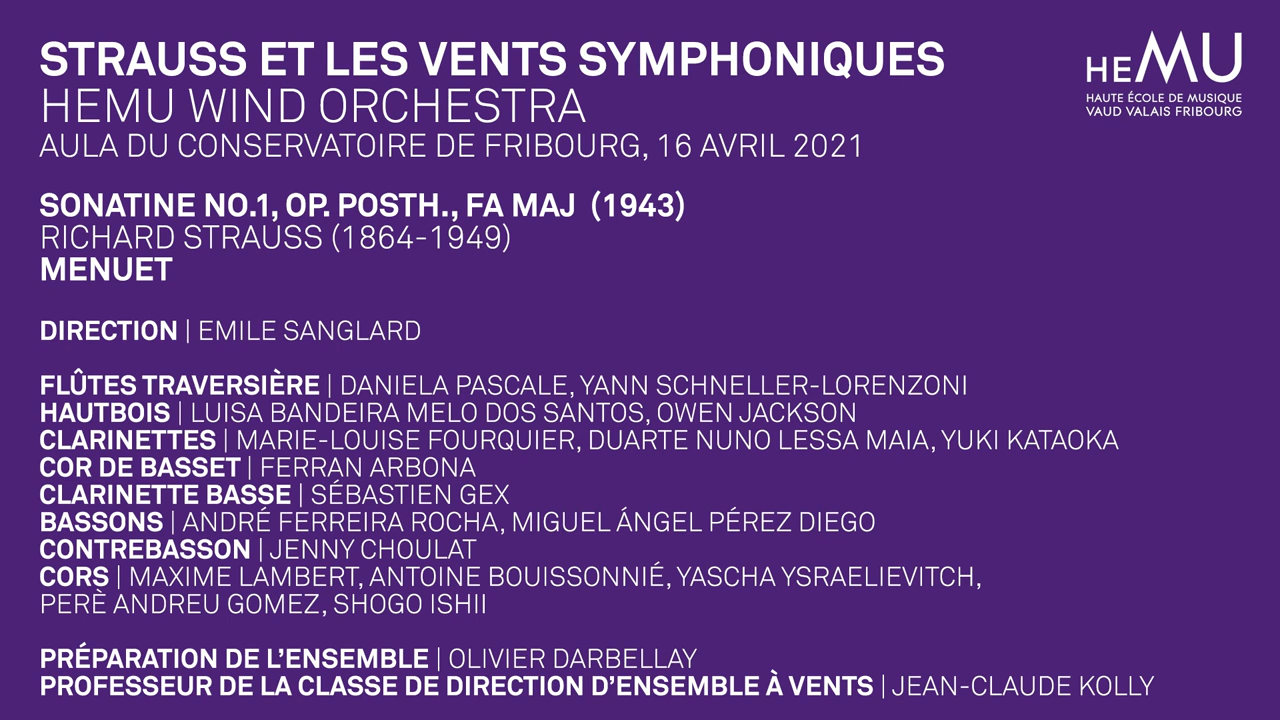 STRAUSS ET LES VENTS SYMPHONIQUES
HEMU WIND ORCHESTRA
AULA DU CONSERVATOIRE DE FRIBOURG, 16 AVRIL 2021
HEMU
HAUTE ÉCOLE DE MUSIQUE
VAUD VALAIS FRIBOURG
SONATINE NO.1, OP. POSTH., FA MAJ (1943)
RICHARD STRAUSS (1864-1949)
MENUET
DIRECTION | EMILE SANGLARD
FLÛTES TRAVERSIÈRE | DANIELA PASCALE, YANN SCHNELLER-LORENZONI
HAUTBOIS | LUISA BANDEIRA MELO DOS SANTOS, OWEN JACKSON
CLARINETTES | MARIE-LOUISE FOURQUIER, DUARTE NUNO LESSA MAIA, YUKI KATAOKA
COR DE BASSET | FERRAN ARBONA
CLARINETTE BASSE | SÉBASTIEN GEX
BASSONS | ANDRÉ FERREIRA ROCHA, MIGUEL ÁNGEL PÉREZ DIEGO
CONTREBASSON | JENNY CHOULAT
CORS | MAXIME LAMBERT, ANTOINE BOUISSONNIÉ, YASCHA YSRAELIEVITCH,
PERÈ ANDREU GOMEZ, SHOGO ISHII
PRÉPARATION DE L’ENSEMBLE | OLIVIER DARBELLAY
PROFESSEUR DE LA CLASSE DE DIRECTION D’ENSEMBLE À VENTS | JEAN-CLAUDE KOLLY